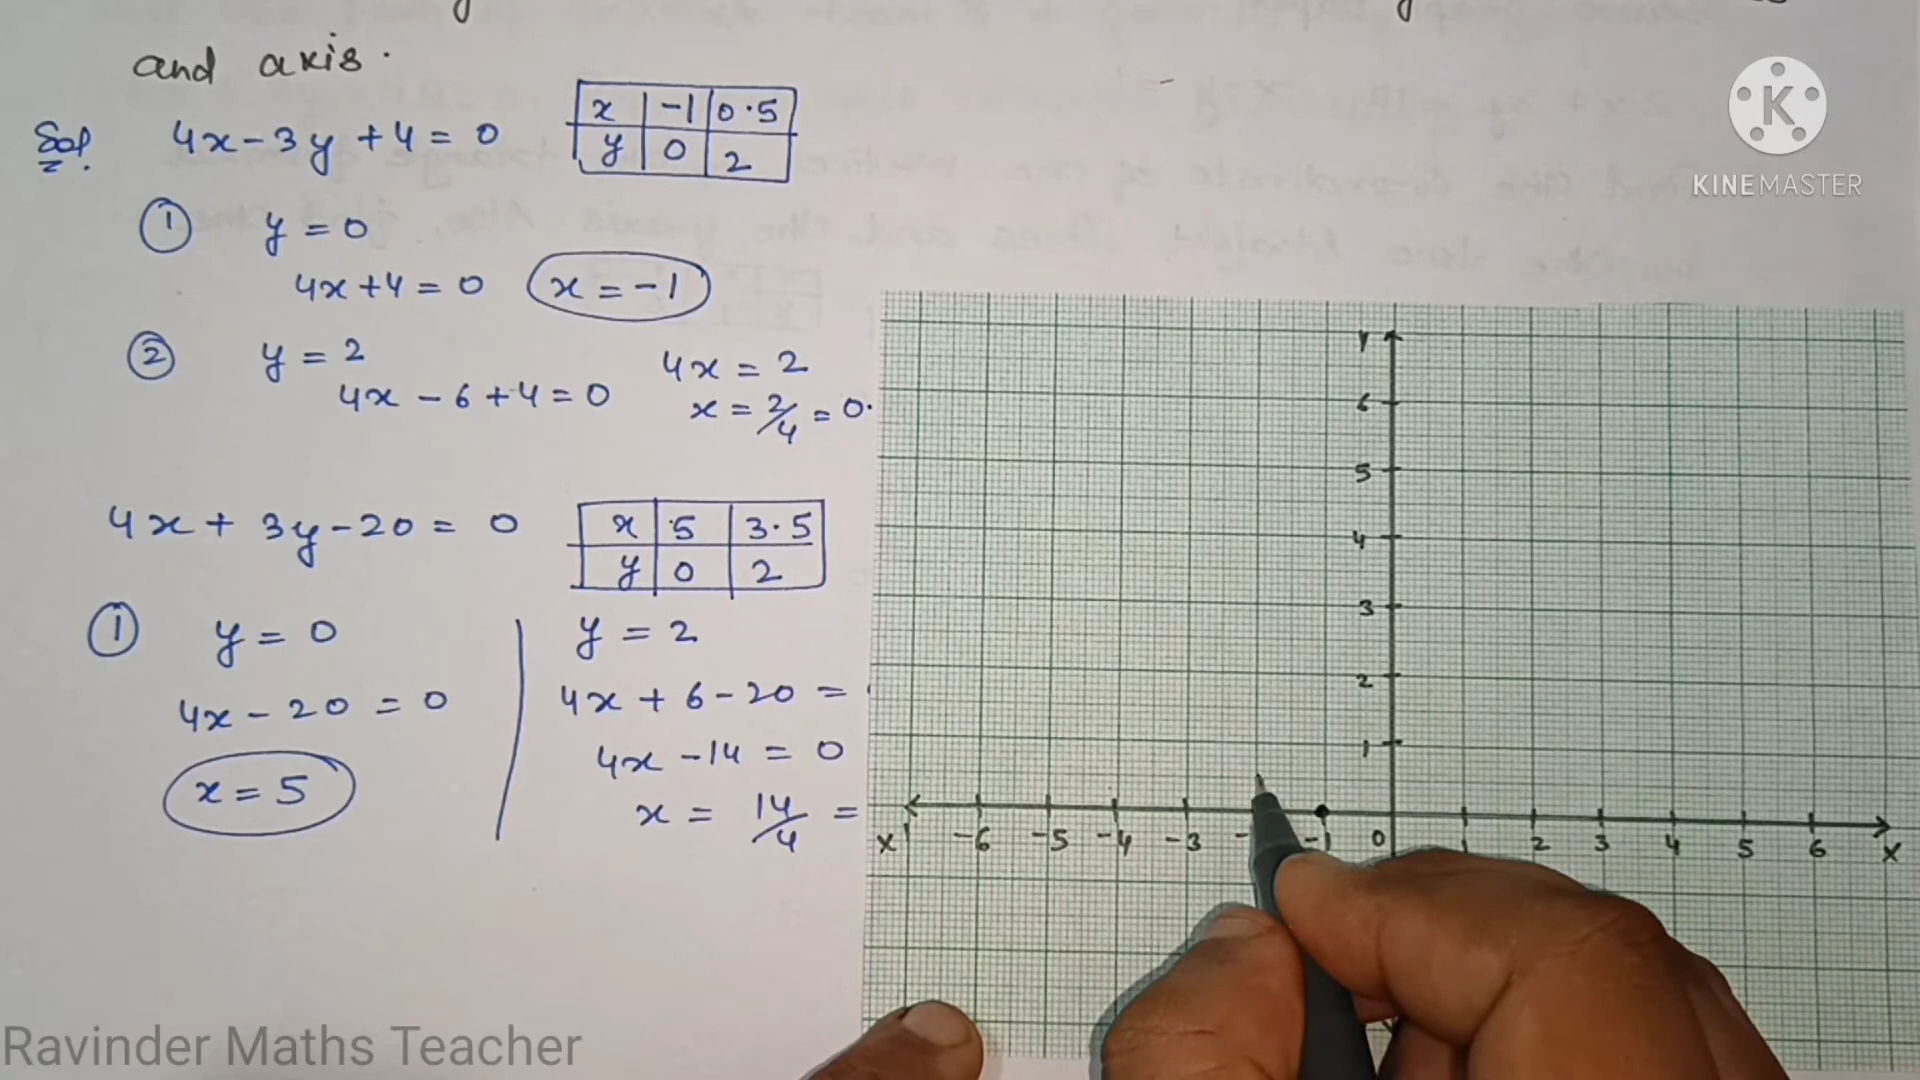 and axis.
Sol. 4x - 3y + 4 = 0
x -1 0.5
y 0 2
① y = 0
4x + 4 = 0 x = -1
② y = 2
4x - 6 + 4 = 0
4x = 2
x = 2/4 = 0.
4x + 3y - 20 = 0
x 5 3.5
y 0 2
① y = 0
4x - 20 = 0
x = 5
y = 2
4x + 6 - 20 =
4x - 14 = 0
x = 14/4 =
KINEMASTER
Y
6
5
4
3
2
1
X' -6 -5 -4 -3 -1 0 1 2 3 4 5 6 X
Ravinder Maths Teacher